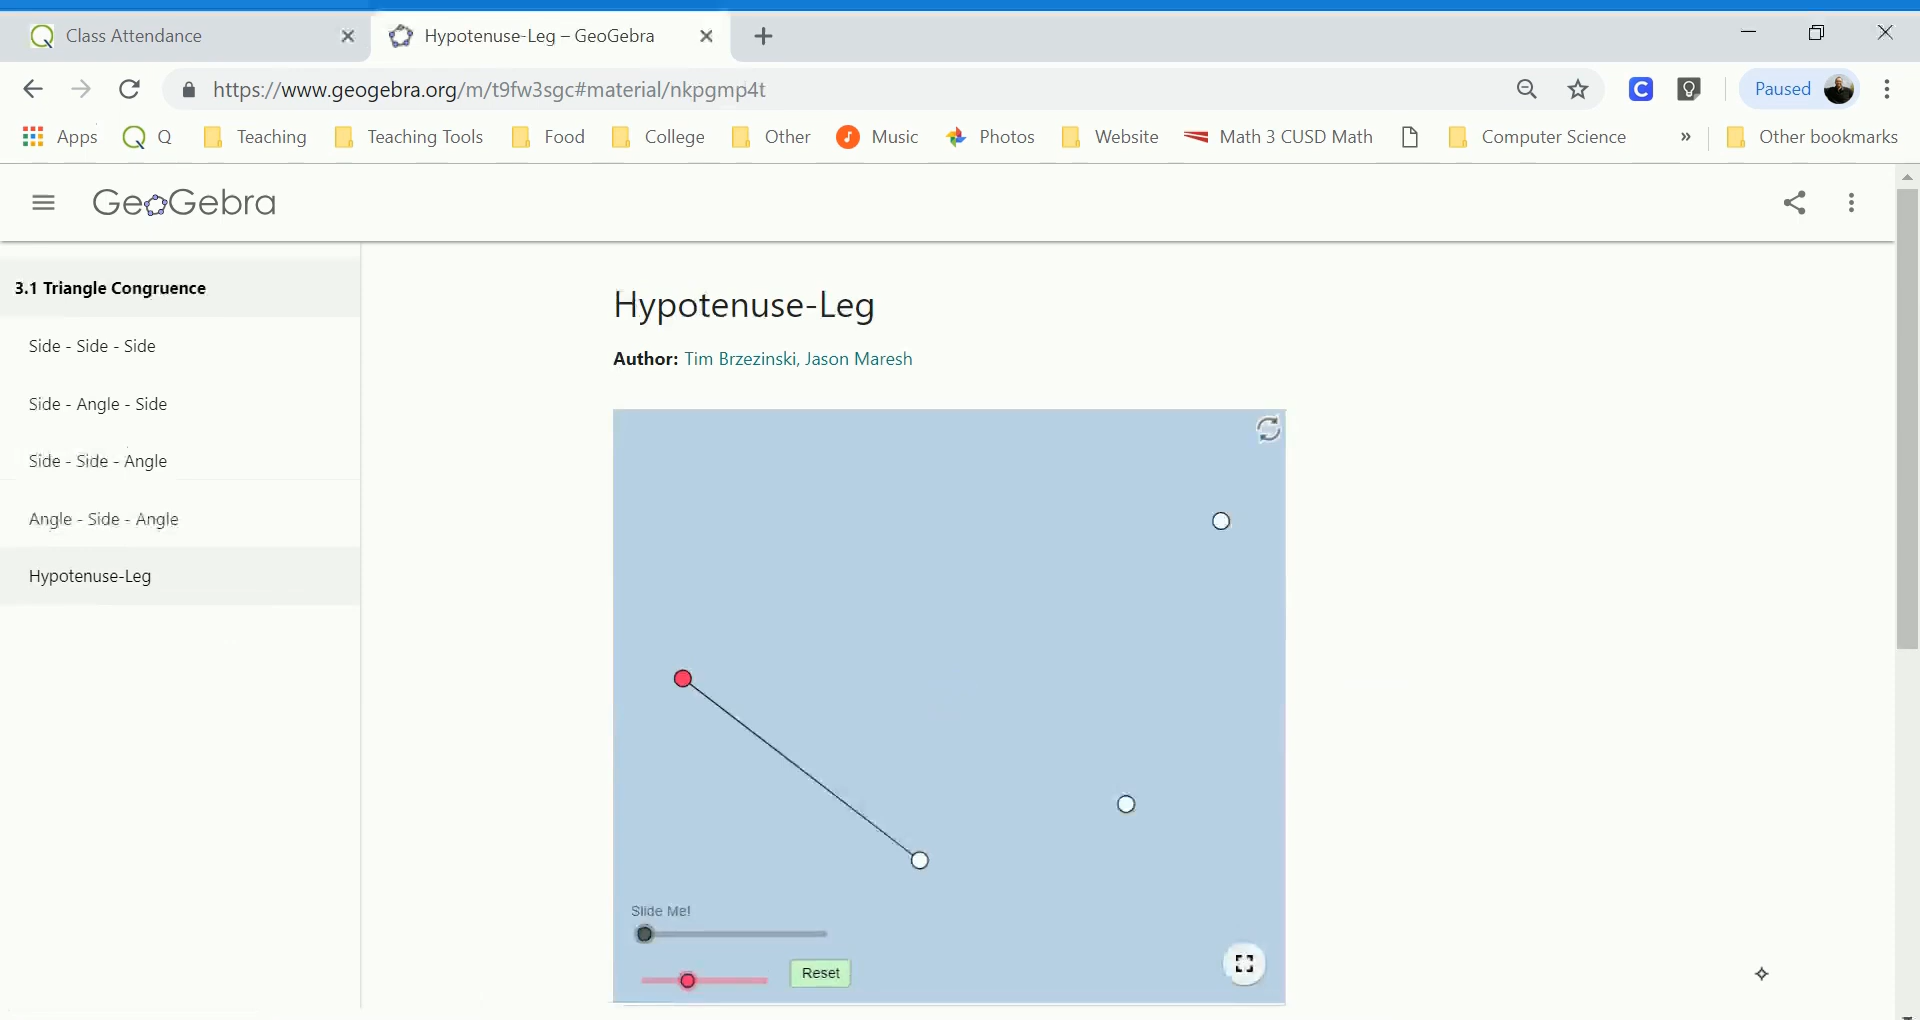 Class Attendance
Hypotenuse-Leg – GeoGebra
https://www.geogebra.org/m/t9fw3sgc#material/nkpgmp4t
Paused
Apps Q Teaching Teaching Tools Food College Other Music Photos Website Math 3 CUSD Math Computer Science » Other bookmarks
GeoGebra
3.1 Triangle Congruence
Side - Side - Side
Side - Angle - Side
Side - Side - Angle
Angle - Side - Angle
Hypotenuse-Leg
Hypotenuse-Leg
Author: Tim Brzezinski, Jason Maresh
Slide Me!
Reset